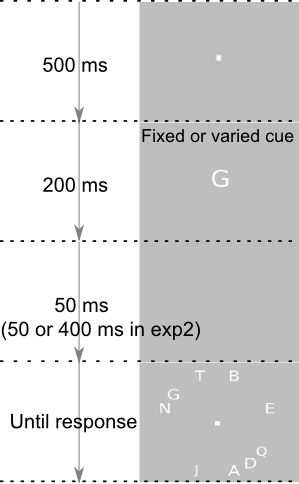 500 ms
Fixed or varied cue
200 ms
G
50 ms
(50 or 400 ms in exp2)
T B
G
N E
Until response
Q
J A D